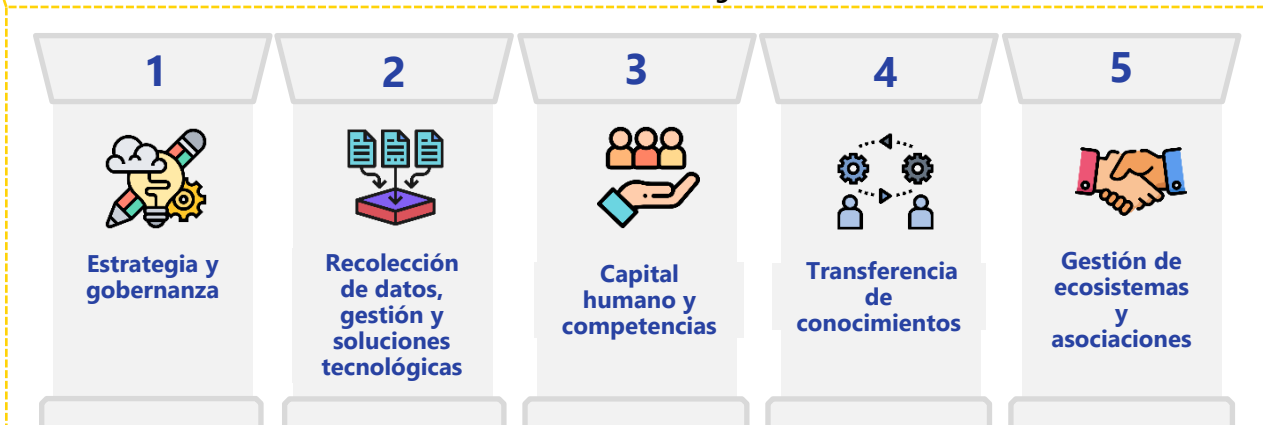 1
Estrategia y
gobernanza
2
Recolección
de datos,
gestión y
soluciones
tecnológicas
3
Capital
humano y
competencias
4
Transferencia
de
conocimientos
5
Gestión de
ecosistemas
y
asociaciones